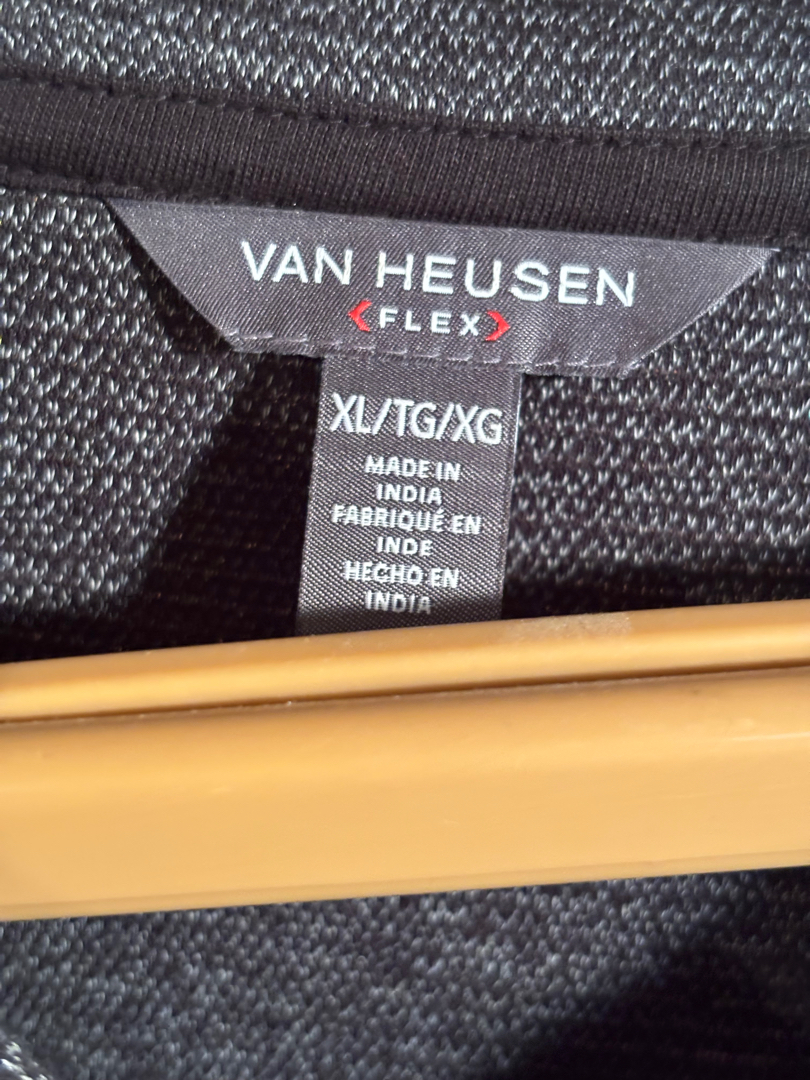 VAN HEUSEN
<FLEX>
XL/TG/XG
MADE IN
INDIA
FABRIQUÉ EN
INDE
HECHO EN
INDIA